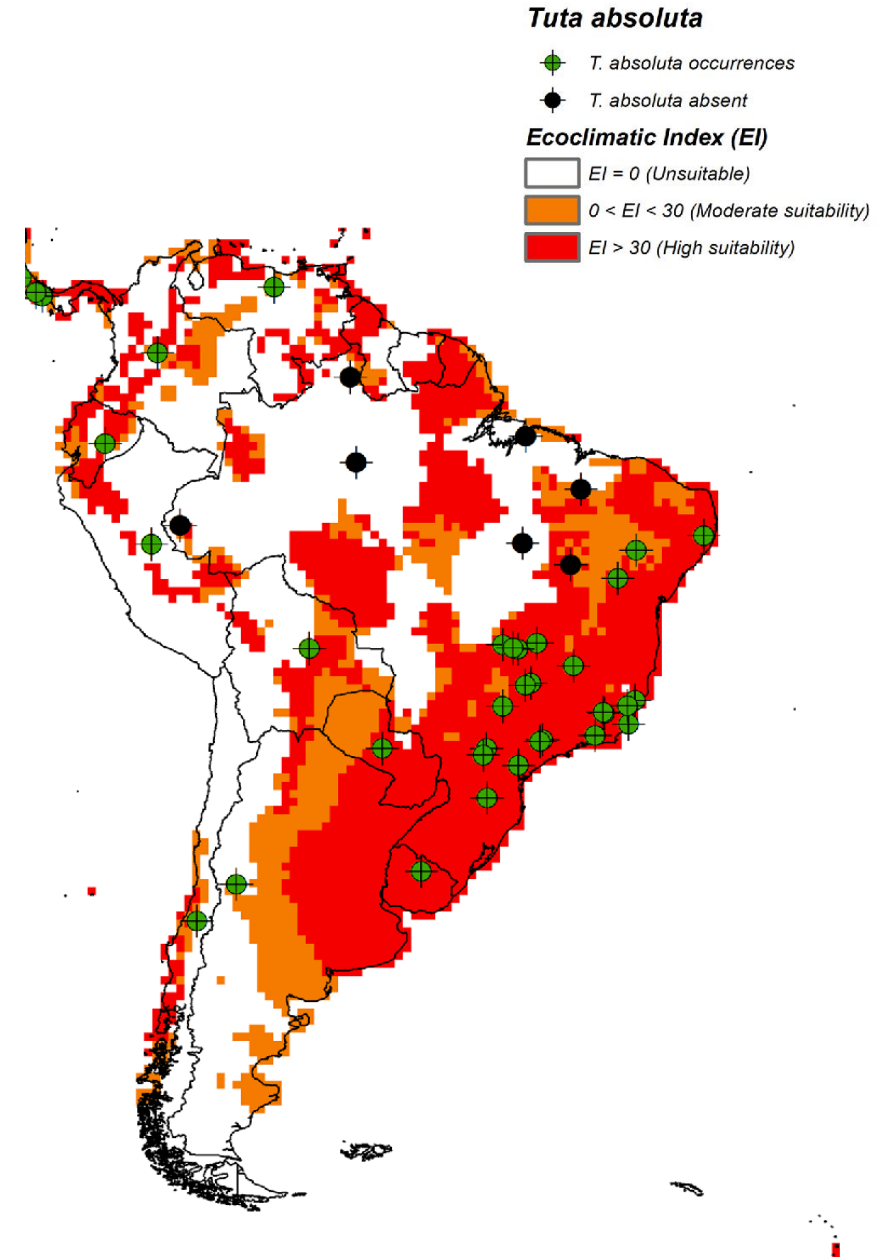 Tuta absoluta
T. absoluta occurrences
T. absoluta absent
Ecoclimatic Index (EI)
EI = 0 (Unsuitable)
0 < EI < 30 (Moderate suitability)
EI > 30 (High suitability)